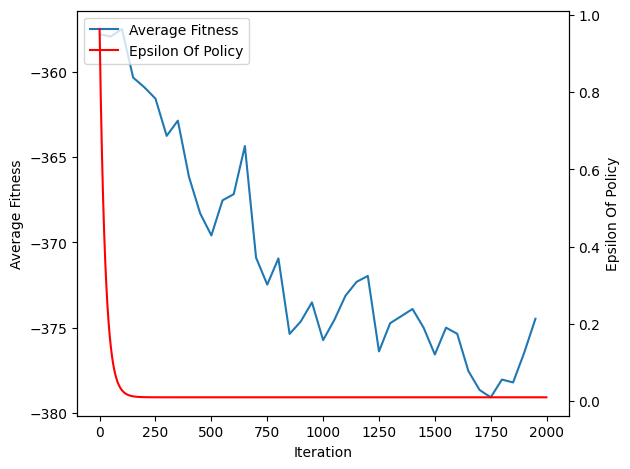 Average Fitness
Epsilon Of Policy
−360
−365
−370
−375
−380
Average Fitness
1.0
0.8
0.6
0.4
0.2
0.0
Epsilon Of Policy
0 250 500 750 1000 1250 1500 1750 2000
Iteration